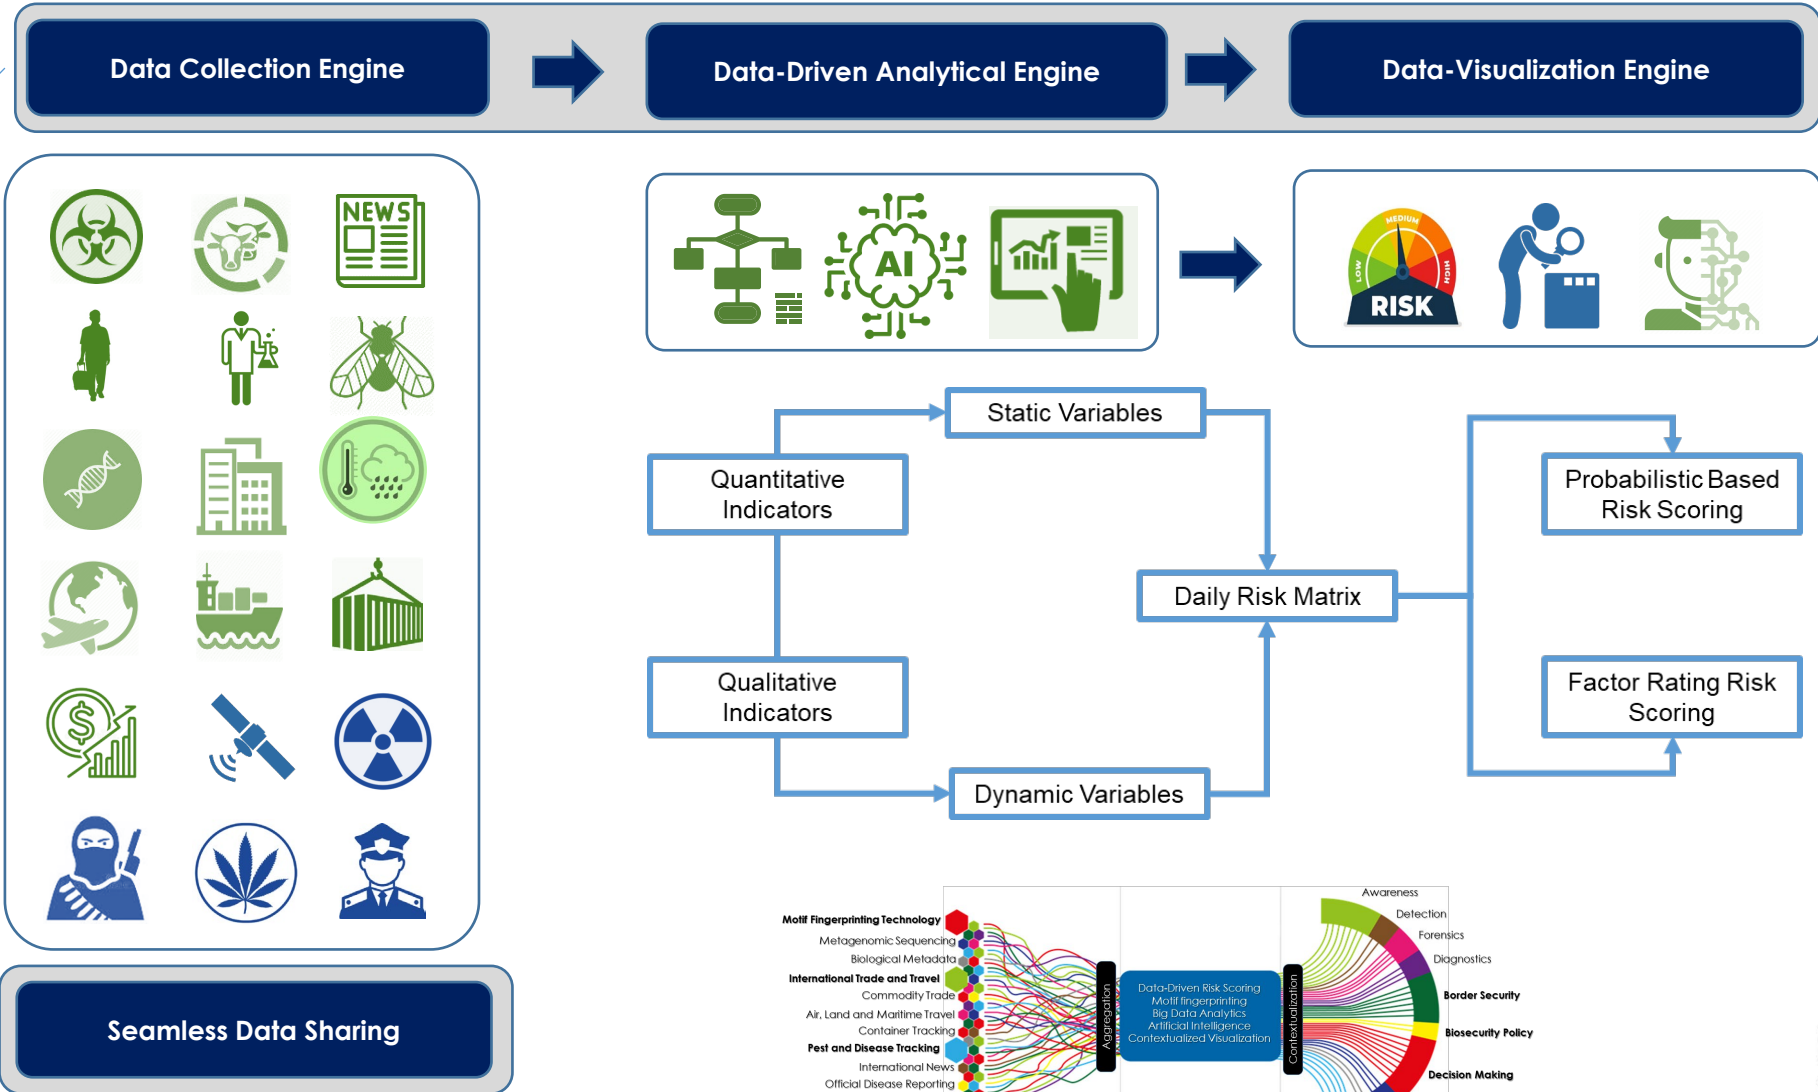 Data Collection Engine
Data-Driven Analytical Engine
Data-Visualization Engine
NEWS
AI
LOW
MEDIUM
HIGH
RISK
$
Static Variables
Quantitative
Indicators
Probabilistic Based
Risk Scoring
Daily Risk Matrix
Qualitative
Indicators
Factor Rating Risk
Scoring
Dynamic Variables
Seamless Data Sharing
Motif Fingerprinting Technology
Metagenomic Sequencing
Biological Metadata
International Trade and Travel
Commodity Trade
Air, Land and Maritime Travel
Container Tracking
Pest and Disease Tracking
International News
Official Disease Reporting
Aggregation
Data-Driven Risk Scoring
Motif fingerprinting
Big Data Analytics
Artificial Intelligence
Contextualized Visualization
Contextualization
Awareness
Detection
Forensics
Diagnostics
Border Security
Biosecurity Policy
Decision Making